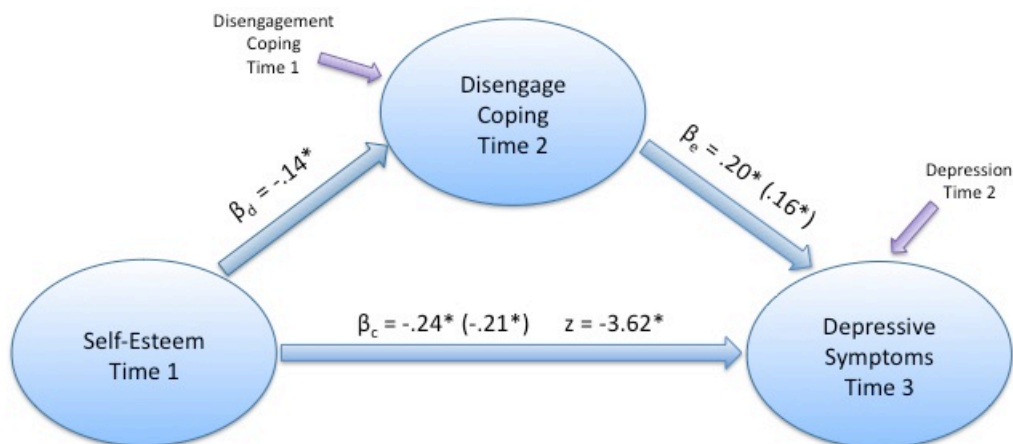 Disengagement
Coping
Time 1
Disengage
Coping
Time 2
βd = -.14*
βe = .20* (.16*)
Depression
Time 2
Self-Esteem
Time 1
βc = -.24* (-.21*) z = -3.62*
Depressive
Symptoms
Time 3